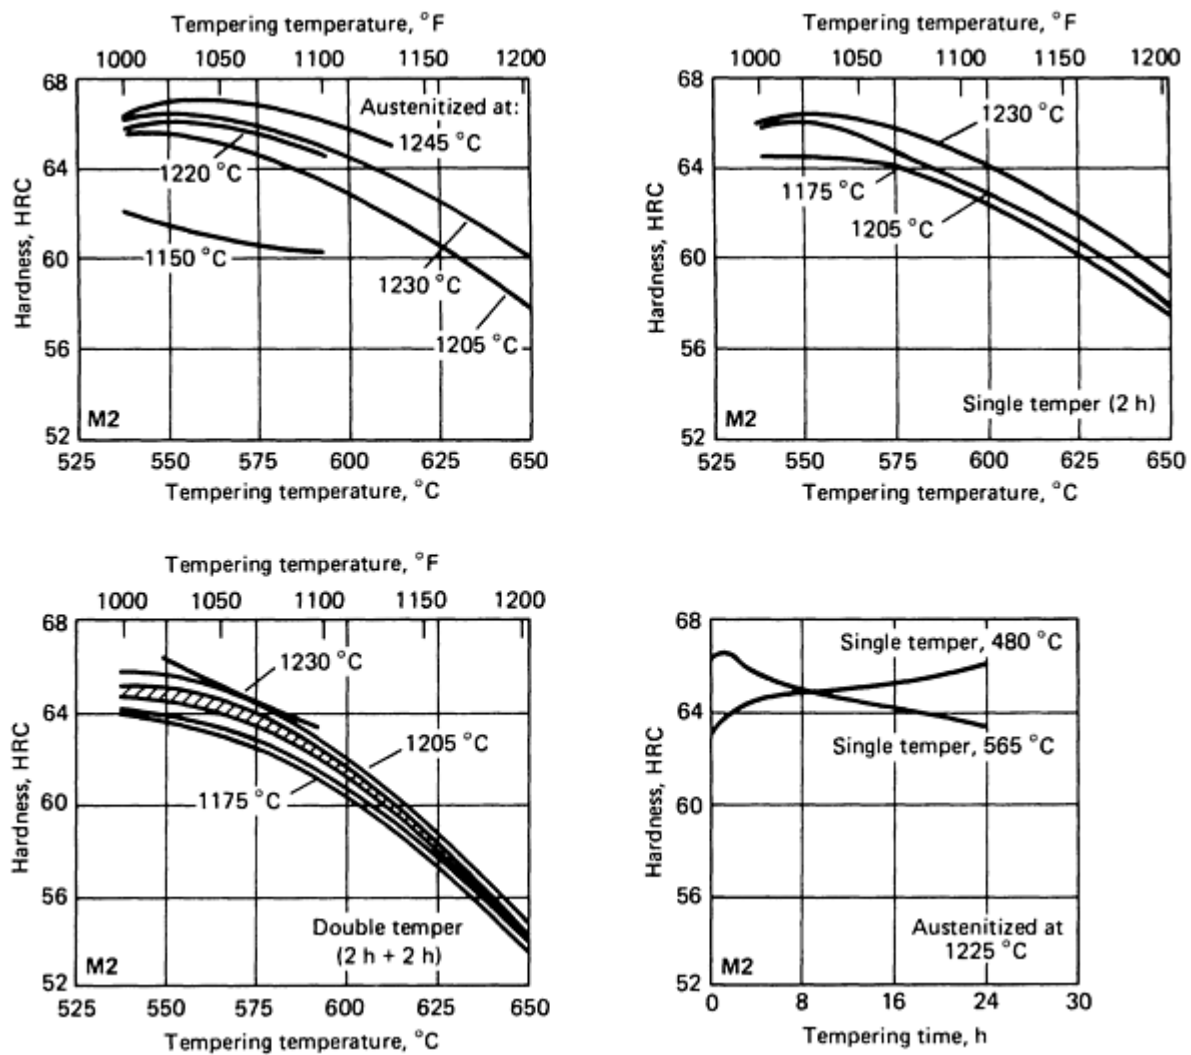 Tempering temperature, °F
1000 1050 1100 1150 1200
68
64
60
56
52
Hardness, HRC
Austenitized at:
1245 °C
1220 °C
1150 °C
1230 °C
1205 °C
M2
525 550 575 600 625 650
Tempering temperature, °C
Tempering temperature, °F
1000 1050 1100 1150 1200
68
64
60
56
52
Hardness, HRC
1230 °C
1175 °C
1205 °C
Single temper (2 h)
M2
525 550 575 600 625 650
Tempering temperature, °C
Tempering temperature, °F
1000 1050 1100 1150 1200
68
64
60
56
52
Hardness, HRC
1230 °C
1205 °C
1175 °C
Double temper
(2 h + 2 h)
M2
525 550 575 600 625 650
Tempering temperature, °C
68
64
60
56
52
Hardness, HRC
Single temper, 480 °C
Single temper, 565 °C
Austenitized at
1225 °C
M2
0 8 16 24 30
Tempering time, h